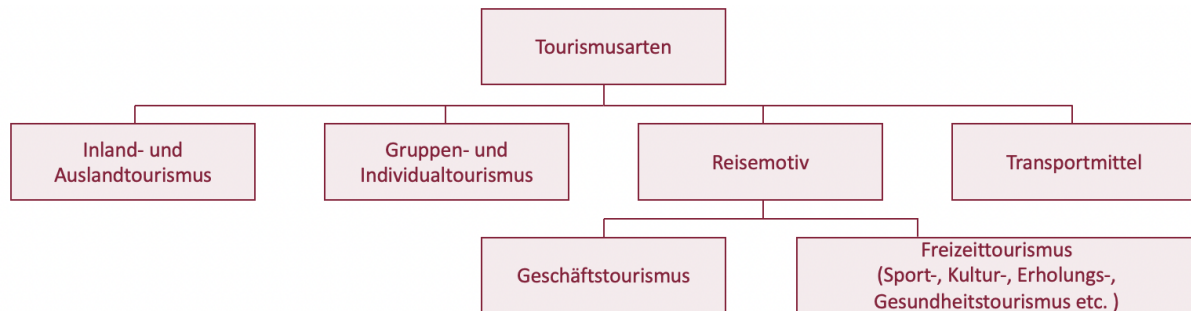 Tourismusarten
Inland- und
Auslandtourismus
Gruppen- und
Individualtourismus
Reisemotiv
Transportmittel
Geschäftstourismus
Freizeittourismus
(Sport-, Kultur-, Erholungs-,
Gesundheitstourismus etc. )